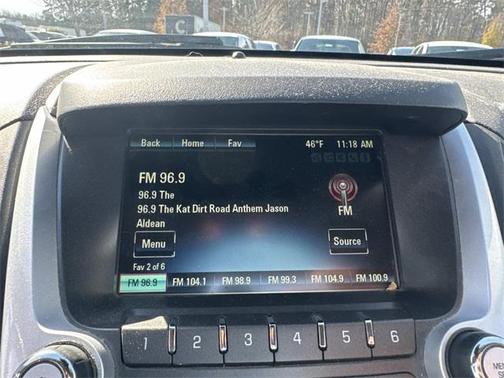 Back Home Fav 46°F 11:18 AM
FM 96.9
96.9 The
96.9 The Kat Dirt Road Anthem Jason
Aldean
FM
Menu Source
Fav 2 of 6
FM 96.9 FM 104.1 FM 98.9 FM 99.3 FM 104.9 FM 100.9
1 2 3 4 5 6